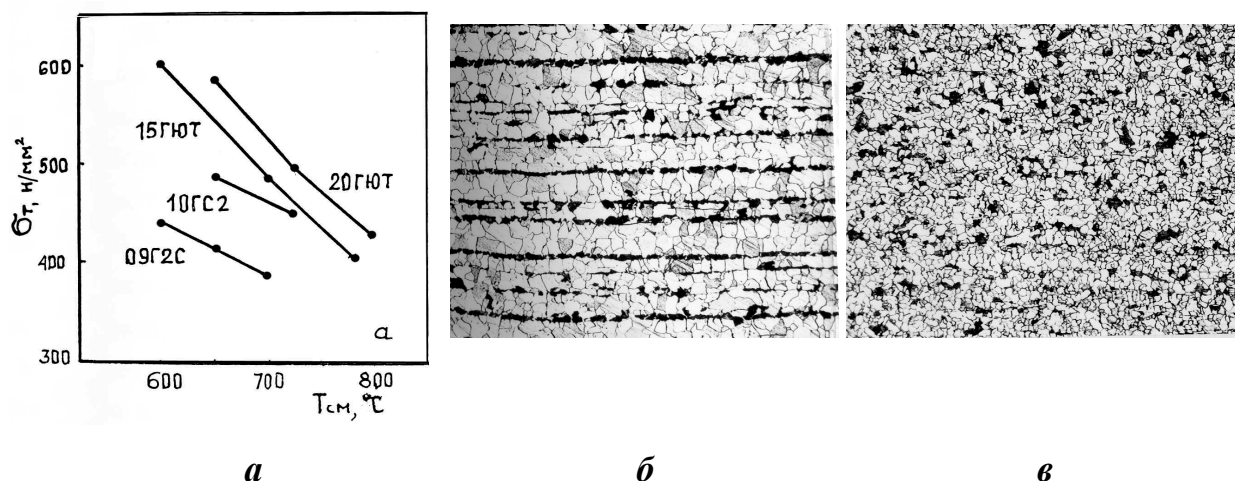 600
500
400
300
600
700
800
σт, н/мм²
Tсм, °C
15ГЮТ
20ГЮТ
10ГС2
09Г2С
а
а
б
в